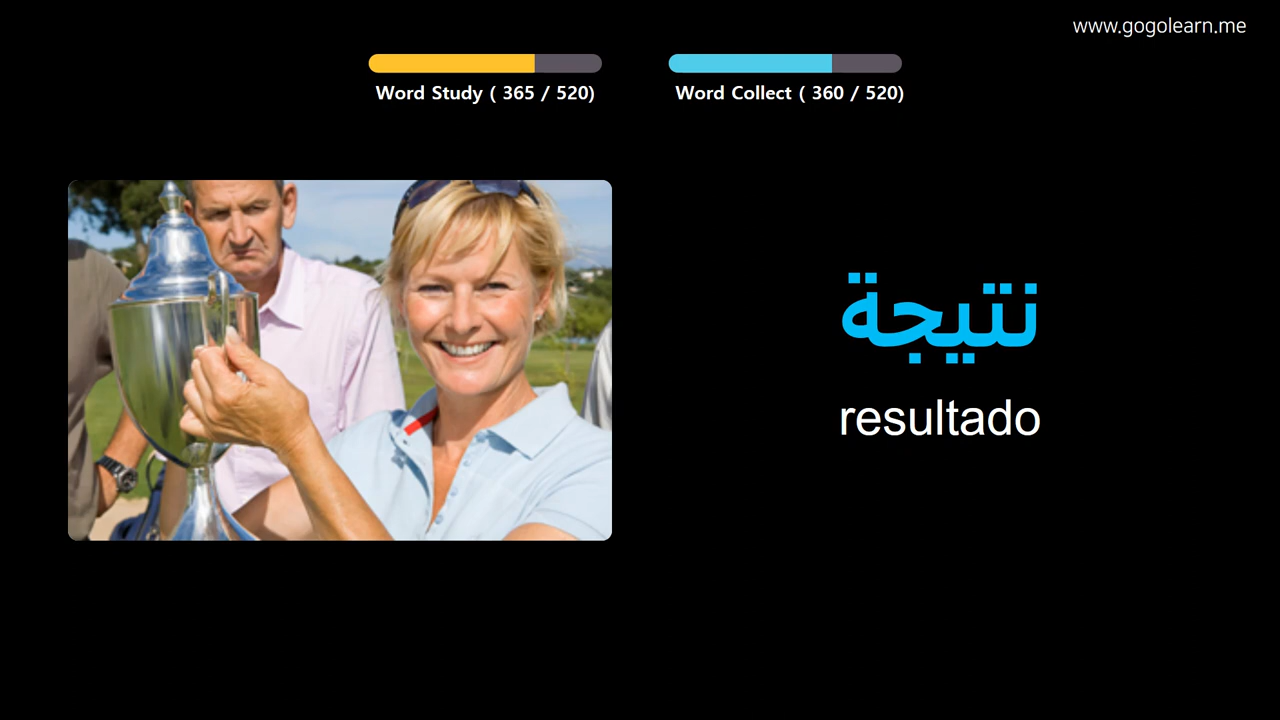 www.gogolearn.me
Word Study ( 365 / 520)
Word Collect ( 360 / 520)
نتيجة
resultado